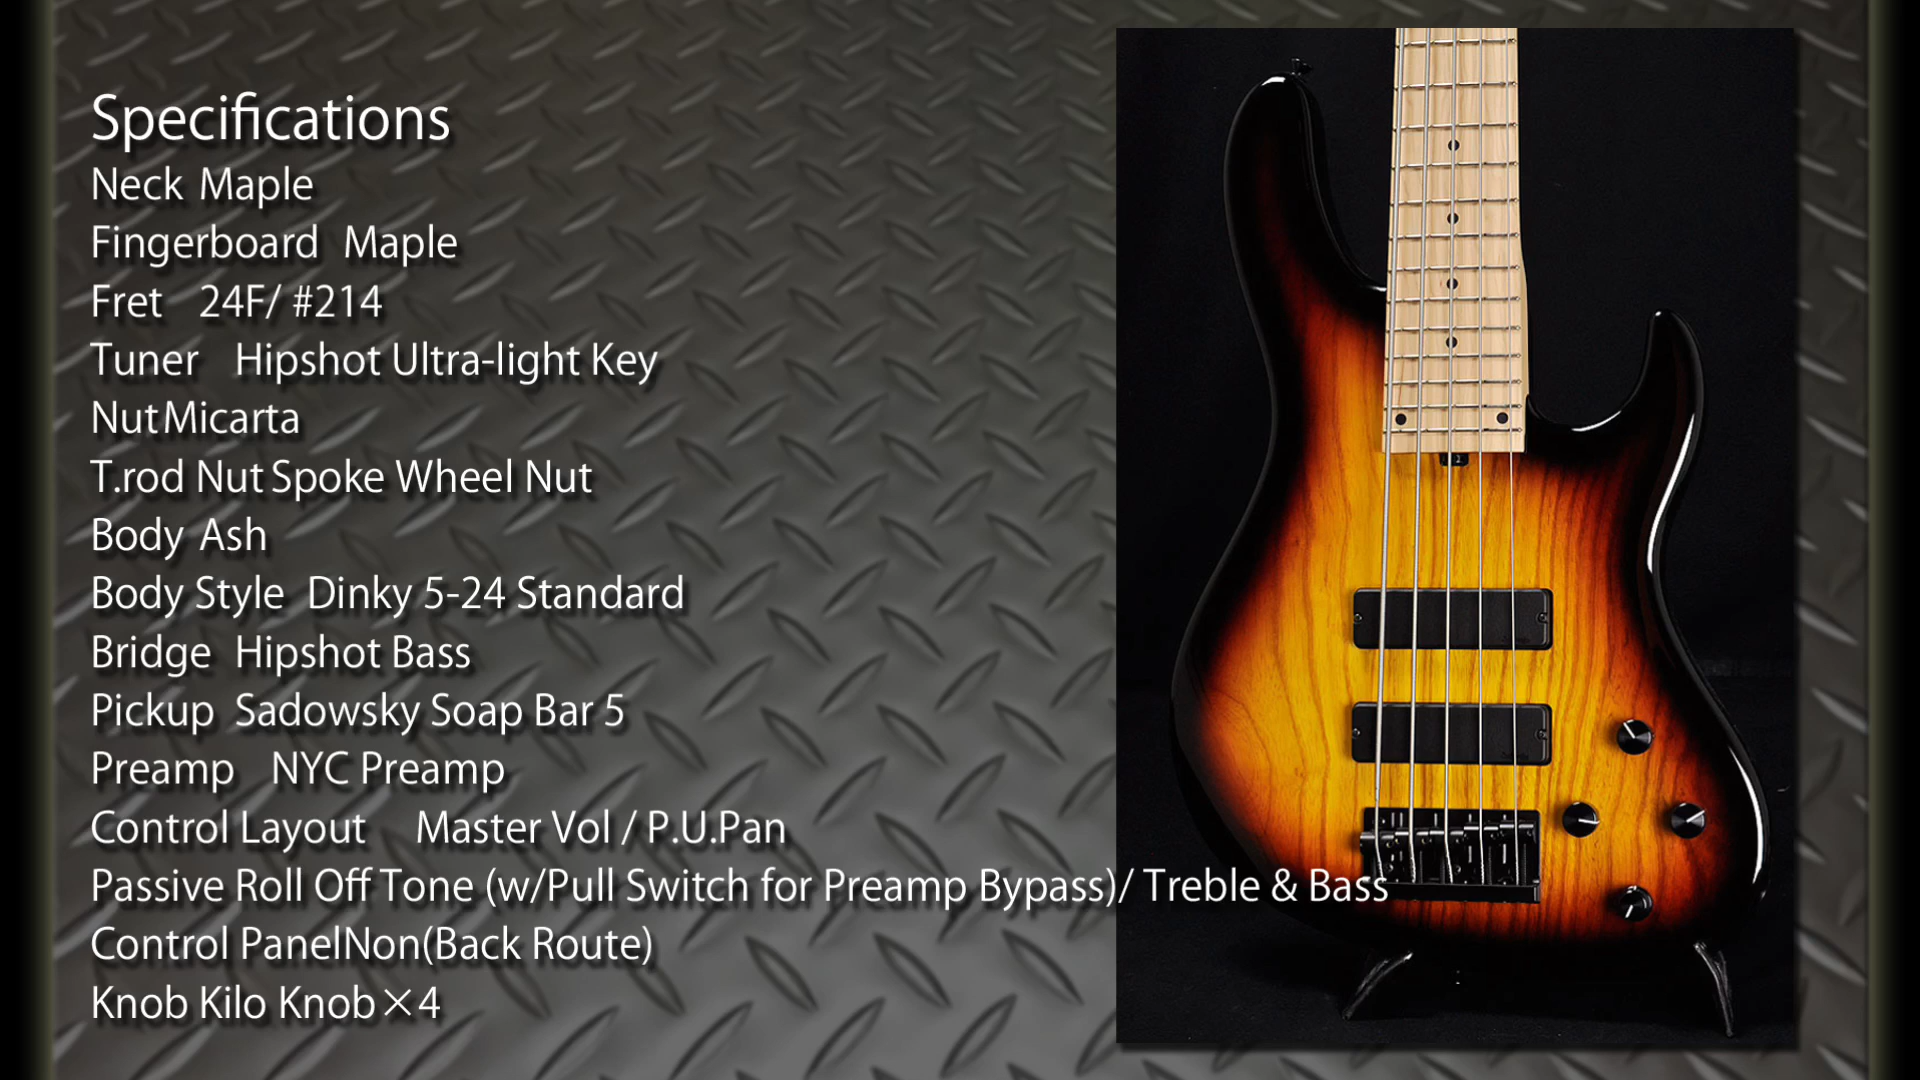 Specifications
Neck Maple
Fingerboard Maple
Fret 24F/ #214
Tuner Hipshot Ultra-light Key
Nut Micarta
T.rod Nut Spoke Wheel Nut
Body Ash
Body Style Dinky 5-24 Standard
Bridge Hipshot Bass
Pickup Sadowsky Soap Bar 5
Preamp NYC Preamp
Control Layout Master Vol / P.U.Pan
Passive Roll Off Tone (w/Pull Switch for Preamp Bypass)/ Treble & Bass
Control PanelNon(Back Route)
Knob Kilo Knob×4